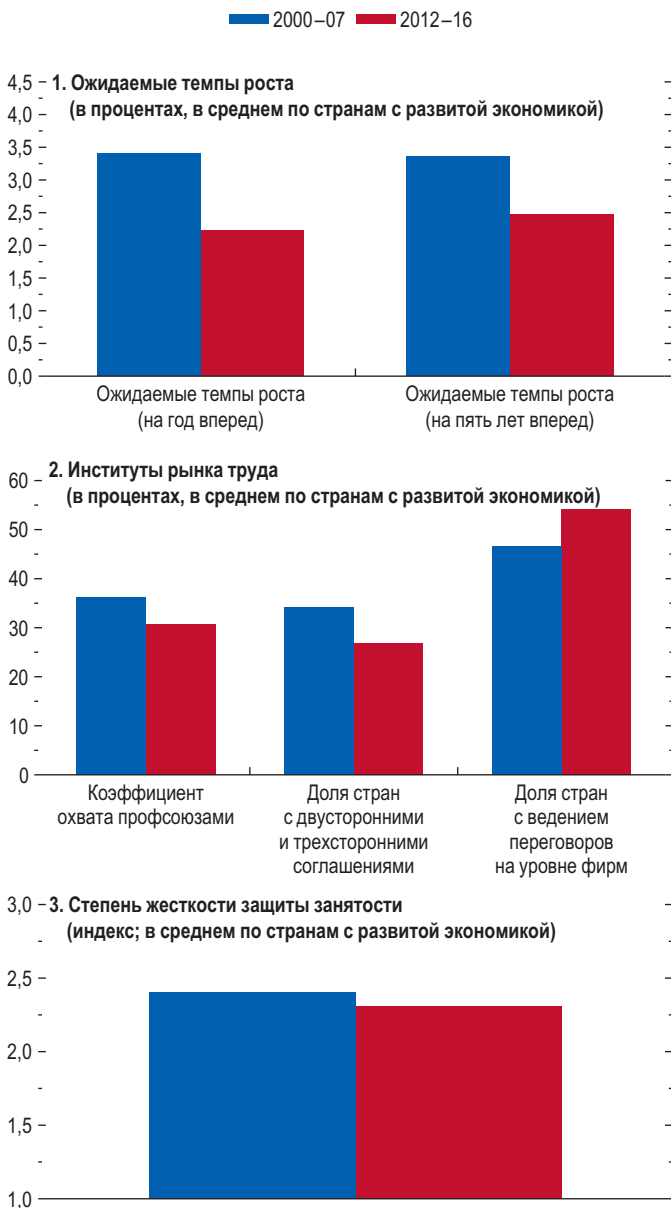 2000–07 2012–16
1. Ожидаемые темпы роста
(в процентах, в среднем по странам с развитой экономикой)
4,5
4,0
3,5
3,0
2,5
2,0
1,5
1,0
0,5
0,0
Ожидаемые темпы роста
(на год вперед)
Ожидаемые темпы роста
(на пять лет вперед)
2. Институты рынка труда
(в процентах, в среднем по странам с развитой экономикой)
60
50
40
30
20
10
0
Коэффициент
охвата профсоюзами
Доля стран
с двусторонними
и трехсторонними
соглашениями
Доля стран
с ведением
переговоров
на уровне фирм
3. Степень жесткости защиты занятости
(индекс; в среднем по странам с развитой экономикой)
3,0
2,5
2,0
1,5
1,0